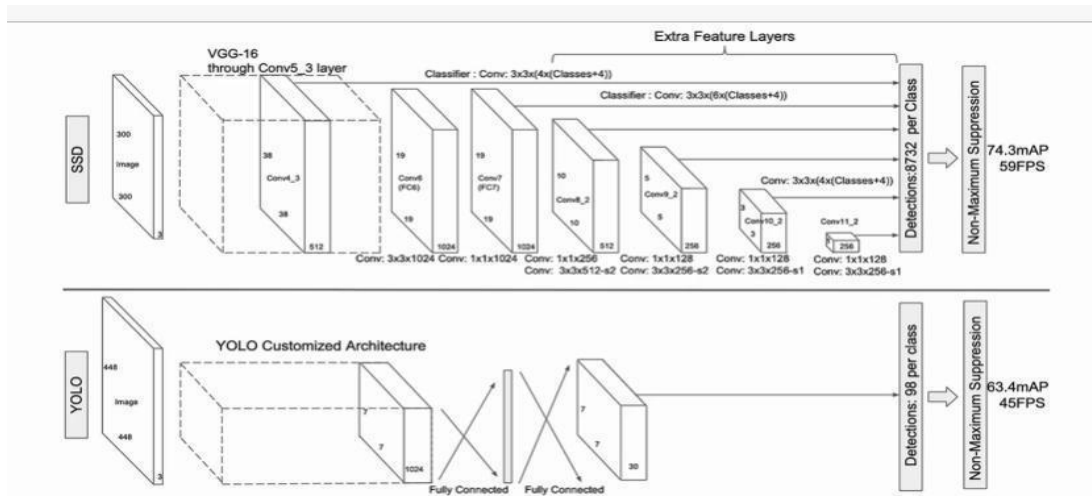 Extra Feature Layers
VGG-16
through Conv5_3 layer
Classifier : Conv: 3x3x(4x(Classes+4))
Classifier : Conv: 3x3x(6x(Classes+4))
SSD
300
Image
300
3
38
Conv4_3
38
512
19
Conv6
(FC6)
19
1024
19
Conv7
(FC7)
19
1024
10
Conv8_2
10
512
5
Conv9_2
5
256
Conv: 3x3x(4x(Classes+4))
3
Conv10_2
3
256
Conv11_2
256
Detections:8732 per Class
Non-Maximum Suppression
74.3mAP
59FPS
Conv: 3x3x1024
Conv: 1x1x1024
Conv: 1x1x256
Conv: 3x3x512-s2
Conv: 1x1x128
Conv: 3x3x256-s2
Conv: 1x1x128
Conv: 3x3x256-s1
Conv: 1x1x128
Conv: 3x3x256-s1
YOLO
448
Image
448
3
YOLO Customized Architecture
7
7
1024
Fully Connected
Fully Connected
7
7
30
Detections: 98 per class
Non-Maximum Suppression
63.4mAP
45FPS